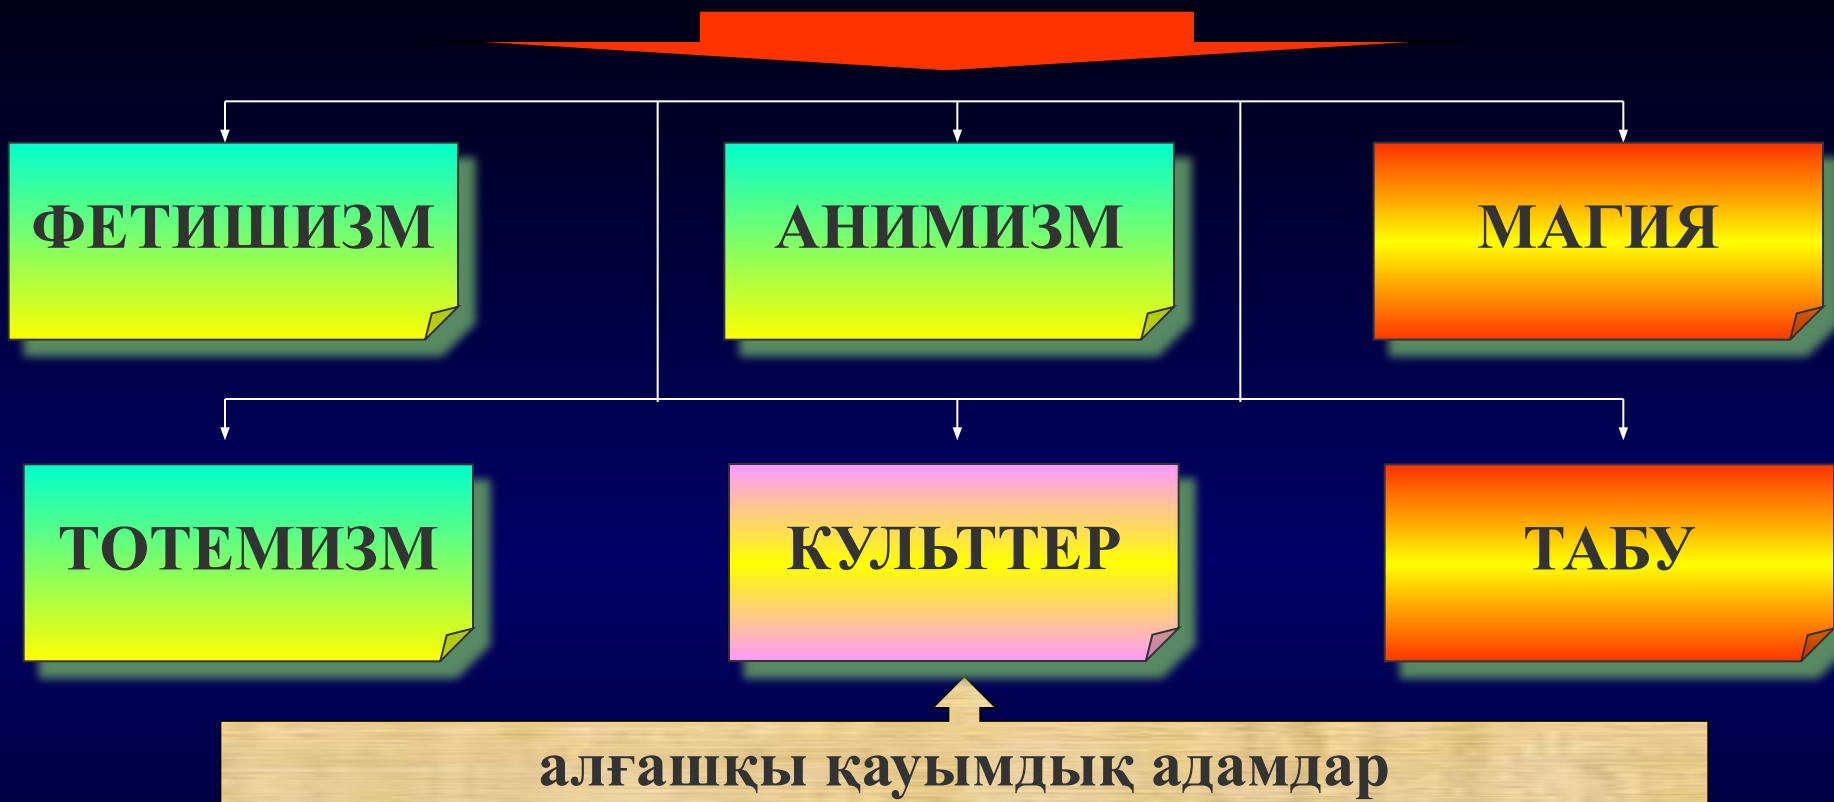 ФЕТИШИЗМ
АНИМИЗМ
МАГИЯ
ТОТЕМИЗМ
КУЛЬТТЕР
ТАБУ
алғашқы қауымдық адамдар